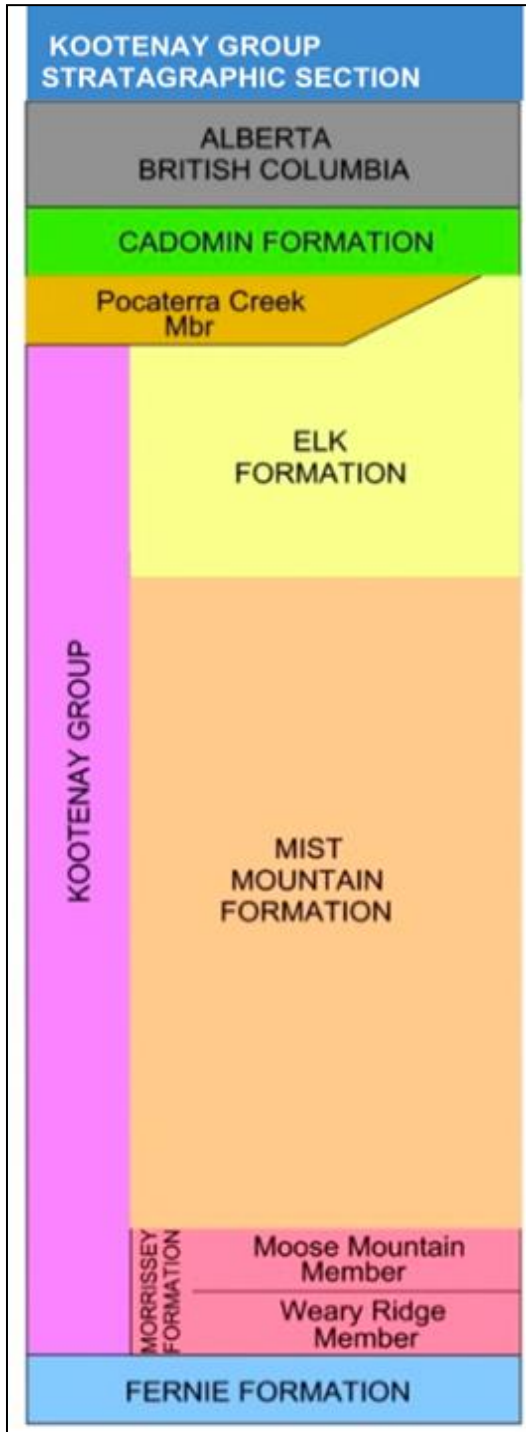 KOOTENAY GROUP
STRATAGRAPHIC SECTION
ALBERTA
BRITISH COLUMBIA
CADOMIN FORMATION
Pocaterra Creek
Mbr
ELK
FORMATION
KOOTENAY GROUP
MIST
MOUNTAIN
FORMATION
MORRISSEY
FORMATION
Moose Mountain
Member
Weary Ridge
Member
FERNIE FORMATION